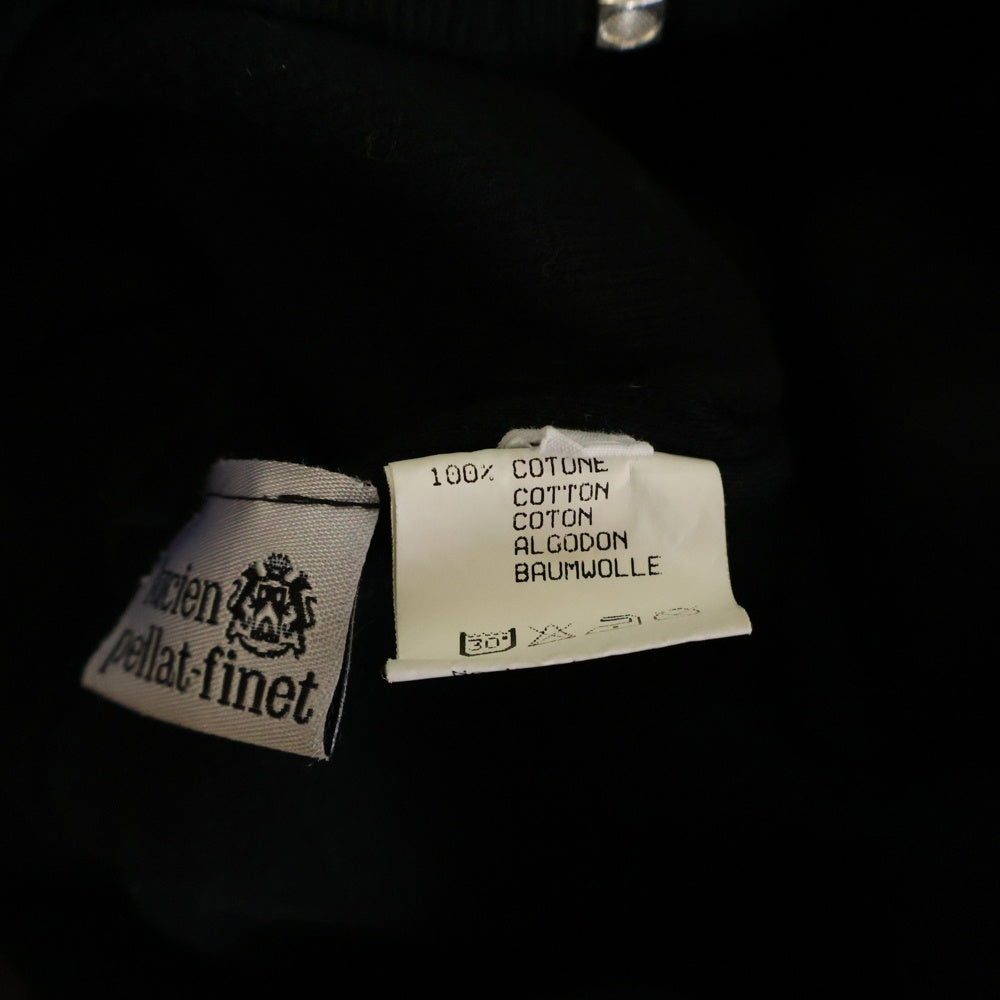 lucien
pellat-finet
100% COTONE
COTTON
COTON
ALGODON
BAUMWOLLE
30°